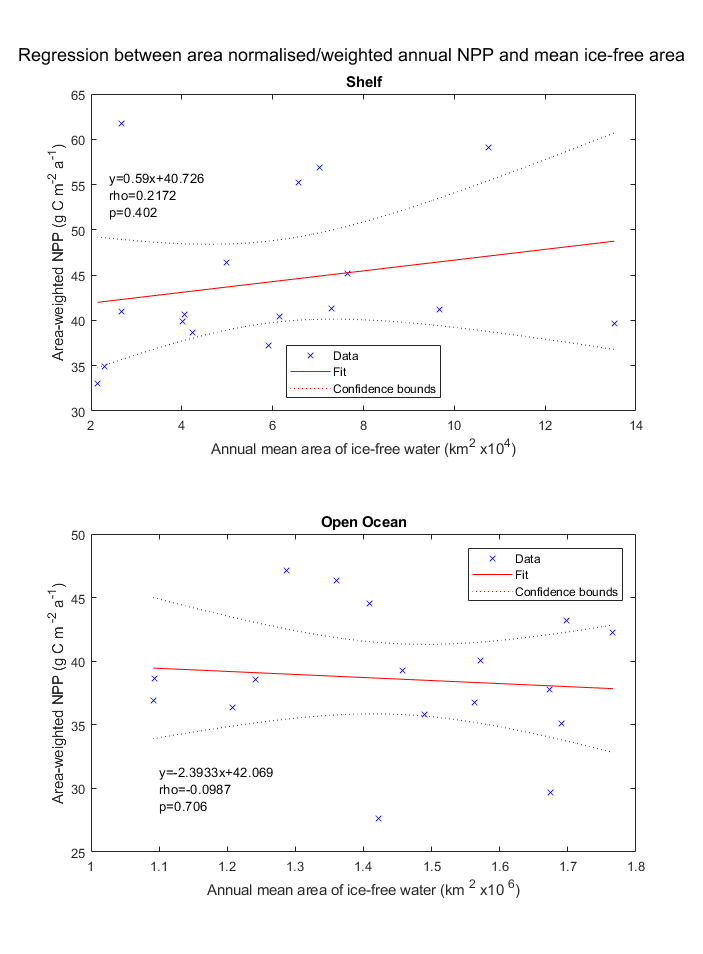 Regression between area normalised/weighted annual NPP and mean ice-free area
Shelf
65
60
55
50
45
40
35
30
Area-weighted NPP (g C m⁻² a⁻¹)
y=0.59x+40.726
rho=0.2172
p=0.402
Data
Fit
Confidence bounds
2 4 6 8 10 12 14
Annual mean area of ice-free water (km² x10⁴)
Open Ocean
50
45
40
35
30
25
Area-weighted NPP (g C m⁻² a⁻¹)
Data
Fit
Confidence bounds
y=-2.3933x+42.069
rho=-0.0987
p=0.706
1 1.1 1.2 1.3 1.4 1.5 1.6 1.7 1.8
Annual mean area of ice-free water (km ² x10 ⁶)